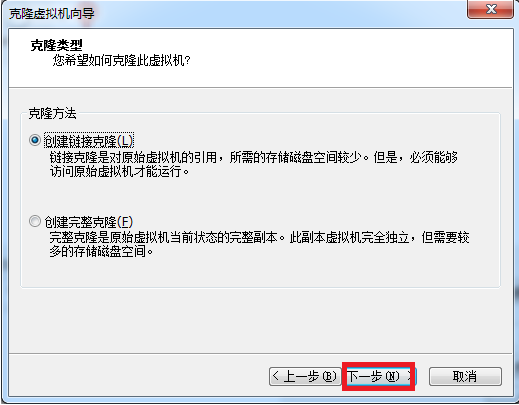 克隆虚拟机向导
克隆类型
您希望如何克隆此虚拟机?
克隆方法
创建链接克隆(L)
链接克隆是对原始虚拟机的引用，所需的存储磁盘空间较少。但是，必须能够
访问原始虚拟机才能运行。
创建完整克隆(F)
完整克隆是原始虚拟机当前状态的完整副本。此副本虚拟机完全独立，但需要较
多的存储磁盘空间。
< 上一步(B) 下一步(N) > 取消